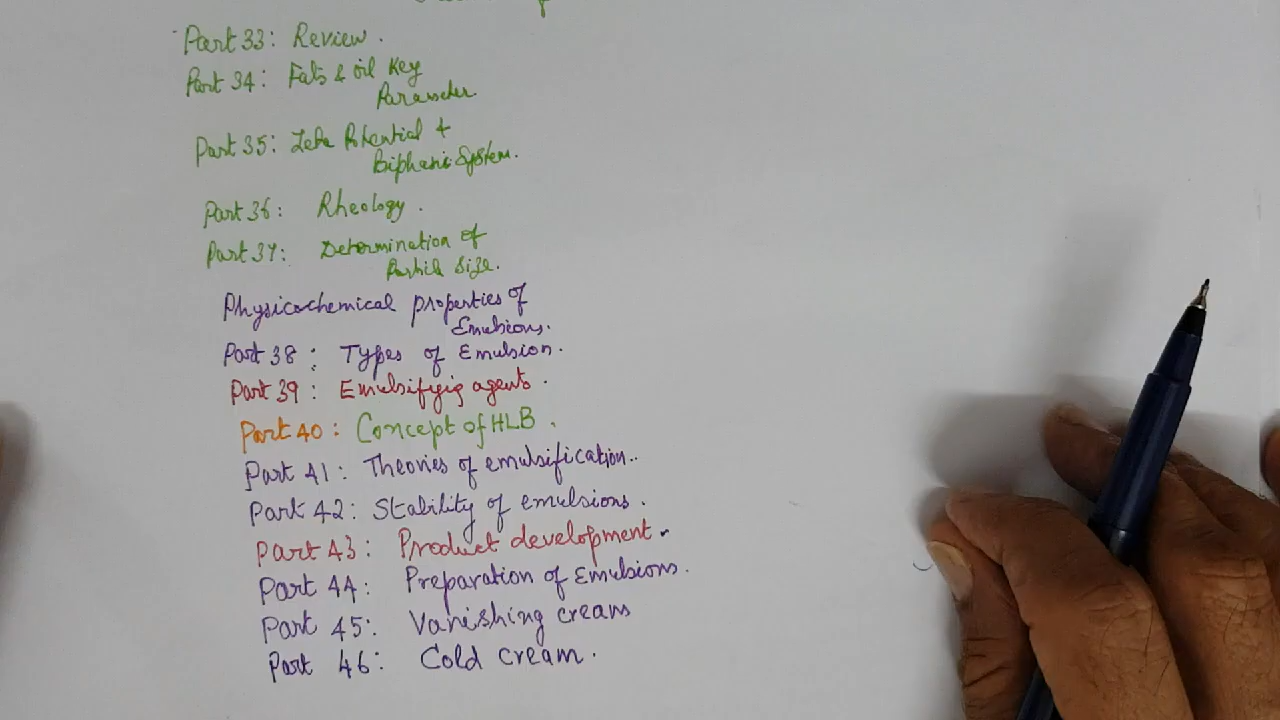 Part 33: Review.
Part 34: Fats & oil Key
Parameter.
Part 35: Zeta Potential &
Biphasic System.
Part 36: Rheology.
Part 37: Determination of
Particle Size.
Physicochemical properties of
Emulsions.
Part 38: Types of Emulsion.
Part 39: Emulsifyig agents.
Part 40: Concept of HLB.
Part 41: Theories of emulsification..
Part 42: Stability of emulsions.
Part 43: Product development.
Part 44: Preparation of Emulsions.
Part 45: Vanishing cream
Part 46: Cold cream.